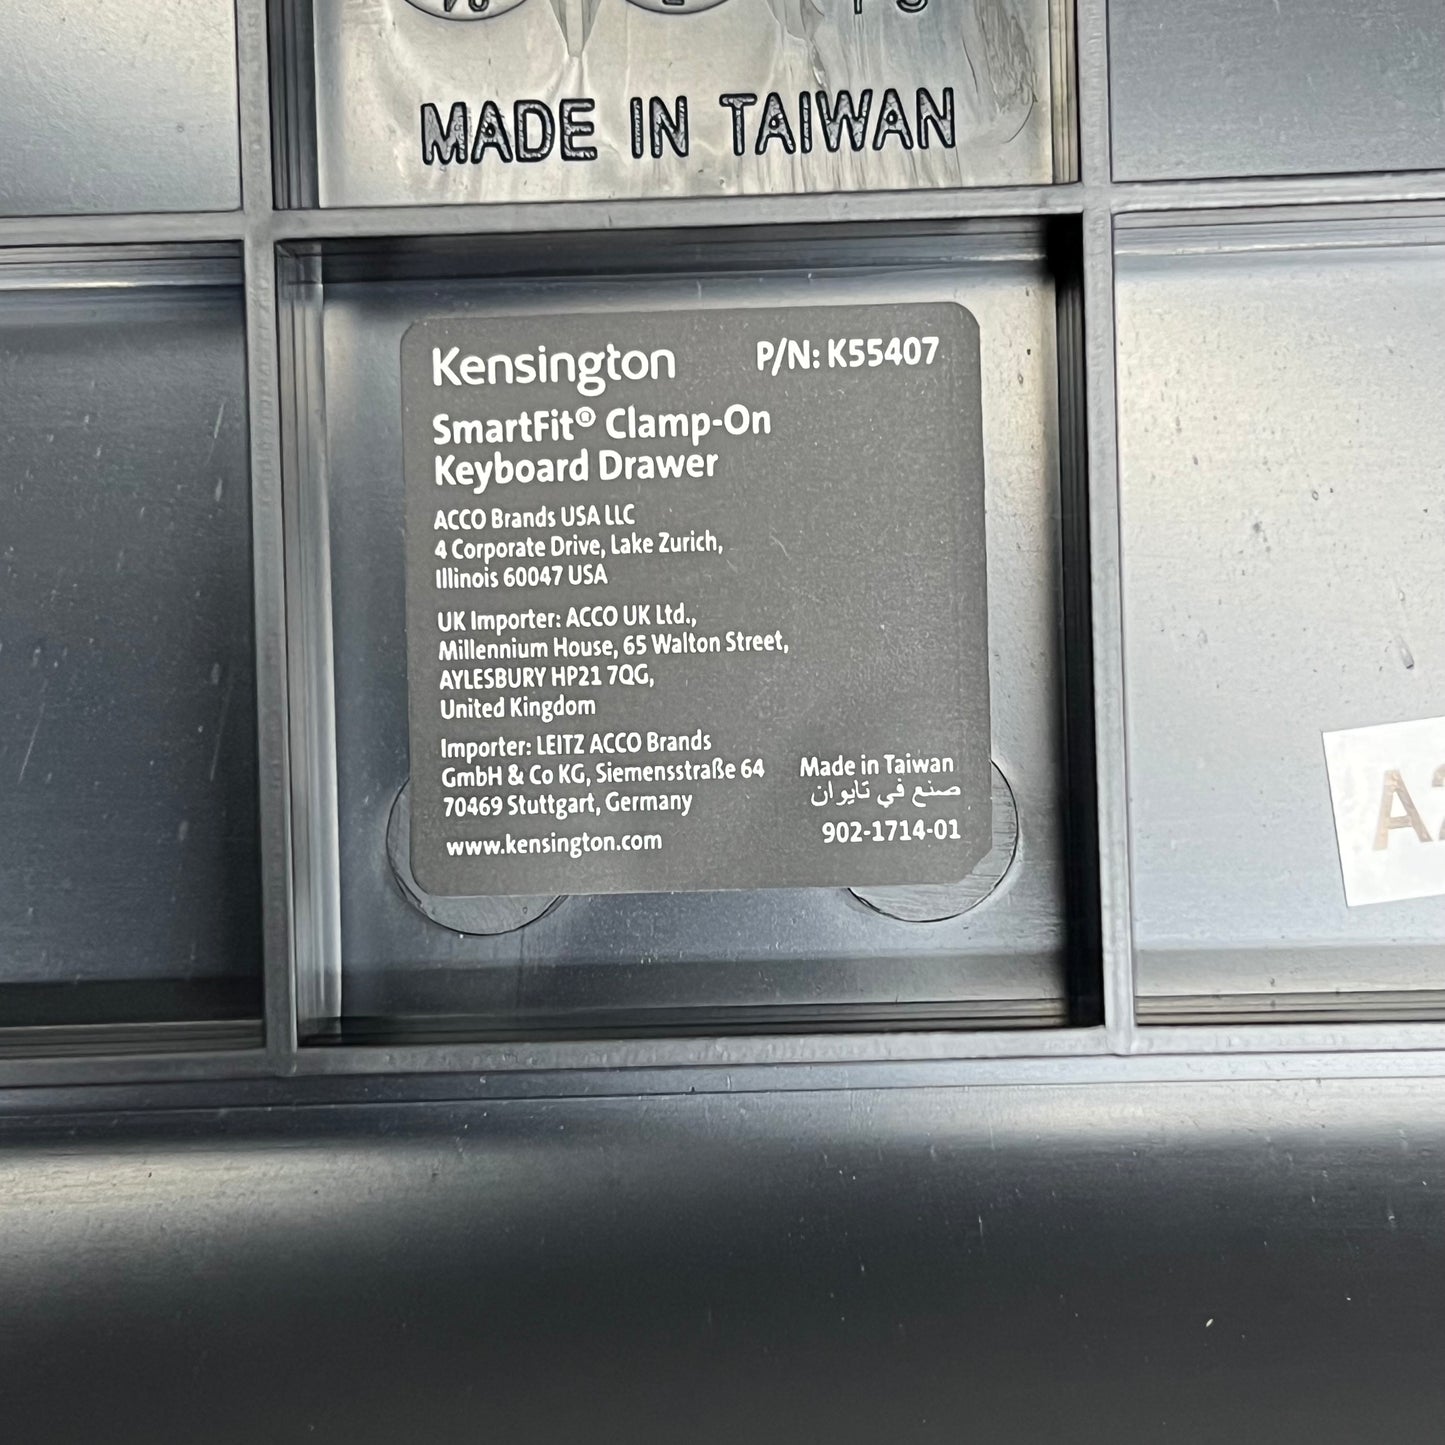 MADE IN TAIWAN
Kensington P/N: K55407
SmartFit® Clamp-On
Keyboard Drawer
ACCO Brands USA LLC
4 Corporate Drive, Lake Zurich,
Illinois 60047 USA
UK Importer: ACCO UK Ltd.,
Millennium House, 65 Walton Street,
AYLESBURY HP21 7QG,
United Kingdom
Importer: LEITZ ACCO Brands
GmbH & Co KG, Siemensstraße 64
70469 Stuttgart, Germany
www.kensington.com
Made in Taiwan
صنع في تايوان
902-1714-01